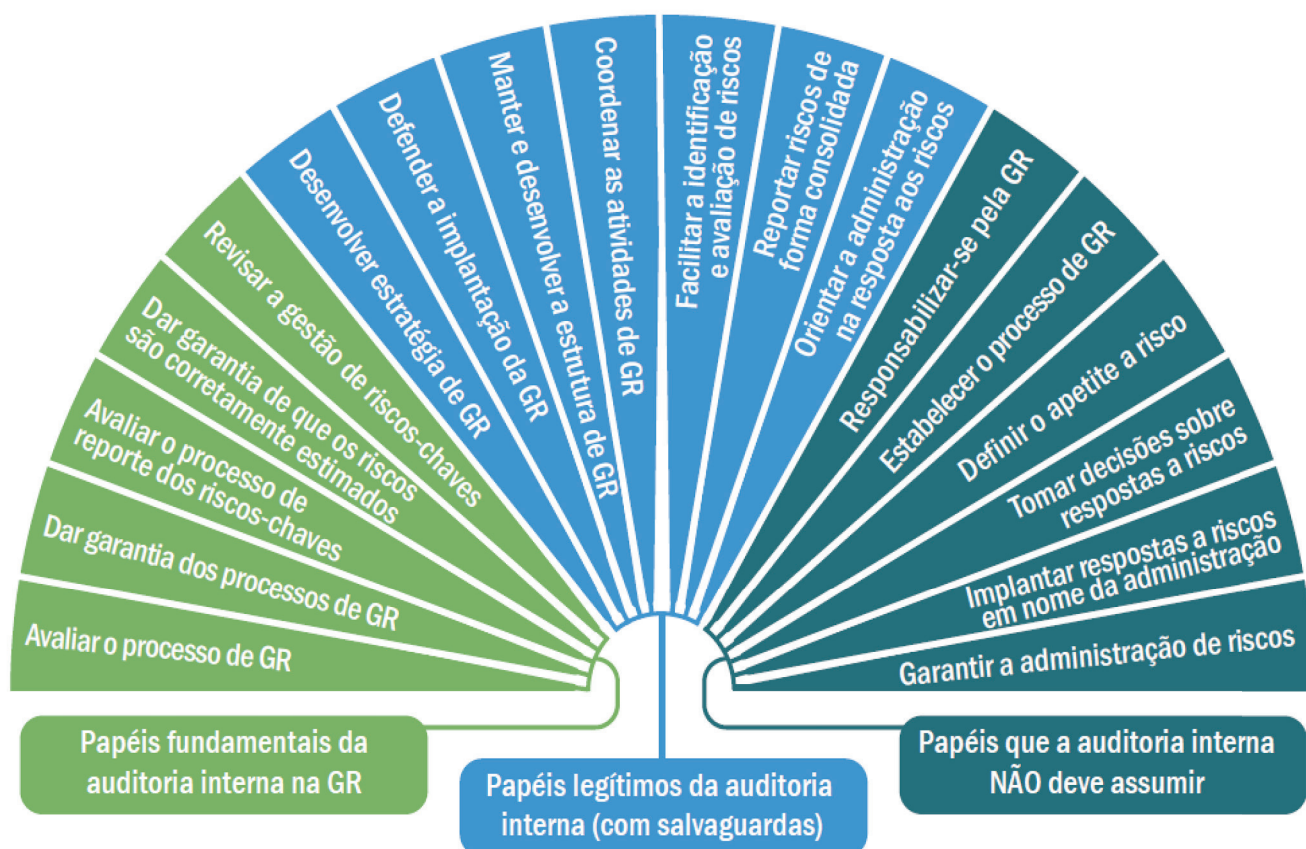 Avaliar o processo de GR
Dar garantia dos processos de GR
Avaliar o processo de
reporte dos riscos-chaves
Dar garantia de que os riscos
são corretamente estimados
Revisar a gestão de riscos-chaves
Desenvolver estratégia de GR
Defender a implantação da GR
Manter e desenvolver a estrutura de GR
Coordenar as atividades de GR
Facilitar a identificação
e avaliação de riscos
Reportar riscos de
forma consolidada
Orientar a administração
na resposta aos riscos
Responsabilizar-se pela GR
Estabelecer o processo de GR
Definir o apetite a risco
Tomar decisões sobre
respostas a riscos
Implantar respostas a riscos
em nome da administração
Garantir a administração de riscos
Papéis fundamentais da
auditoria interna na GR
Papéis legítimos da auditoria
interna (com salvaguardas)
Papéis que a auditoria interna
NÃO deve assumir